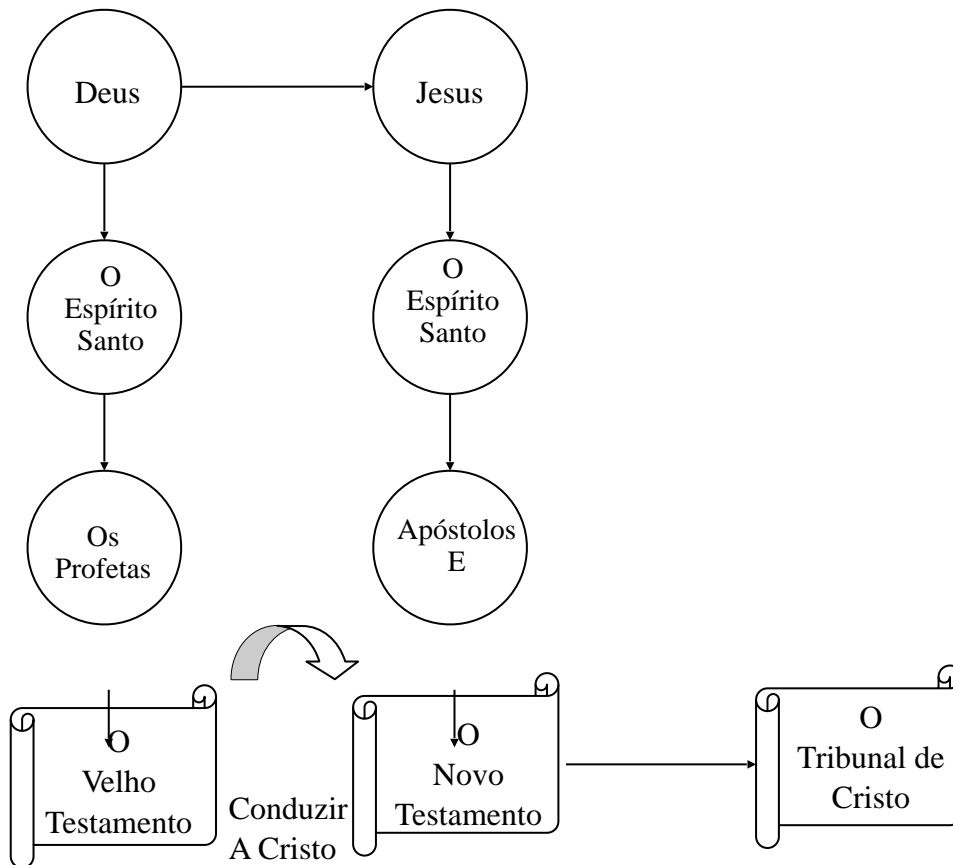 Deus
Jesus
O
Espírito
Santo
O
Espírito
Santo
Os
Profetas
Apóstolos
E
O
Velho
Testamento
Conduzir
A Cristo
O
Novo
Testamento
O
Tribunal de
Cristo